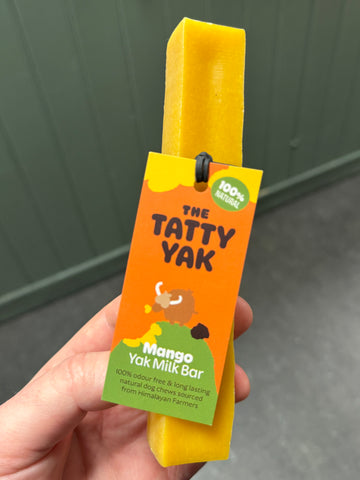 100%
NATURAL
THE
TATTY
YAK
Mango
Yak Milk Bar
100% odour free & long lasting
natural dog chews sourced
from Himalayan Farmers